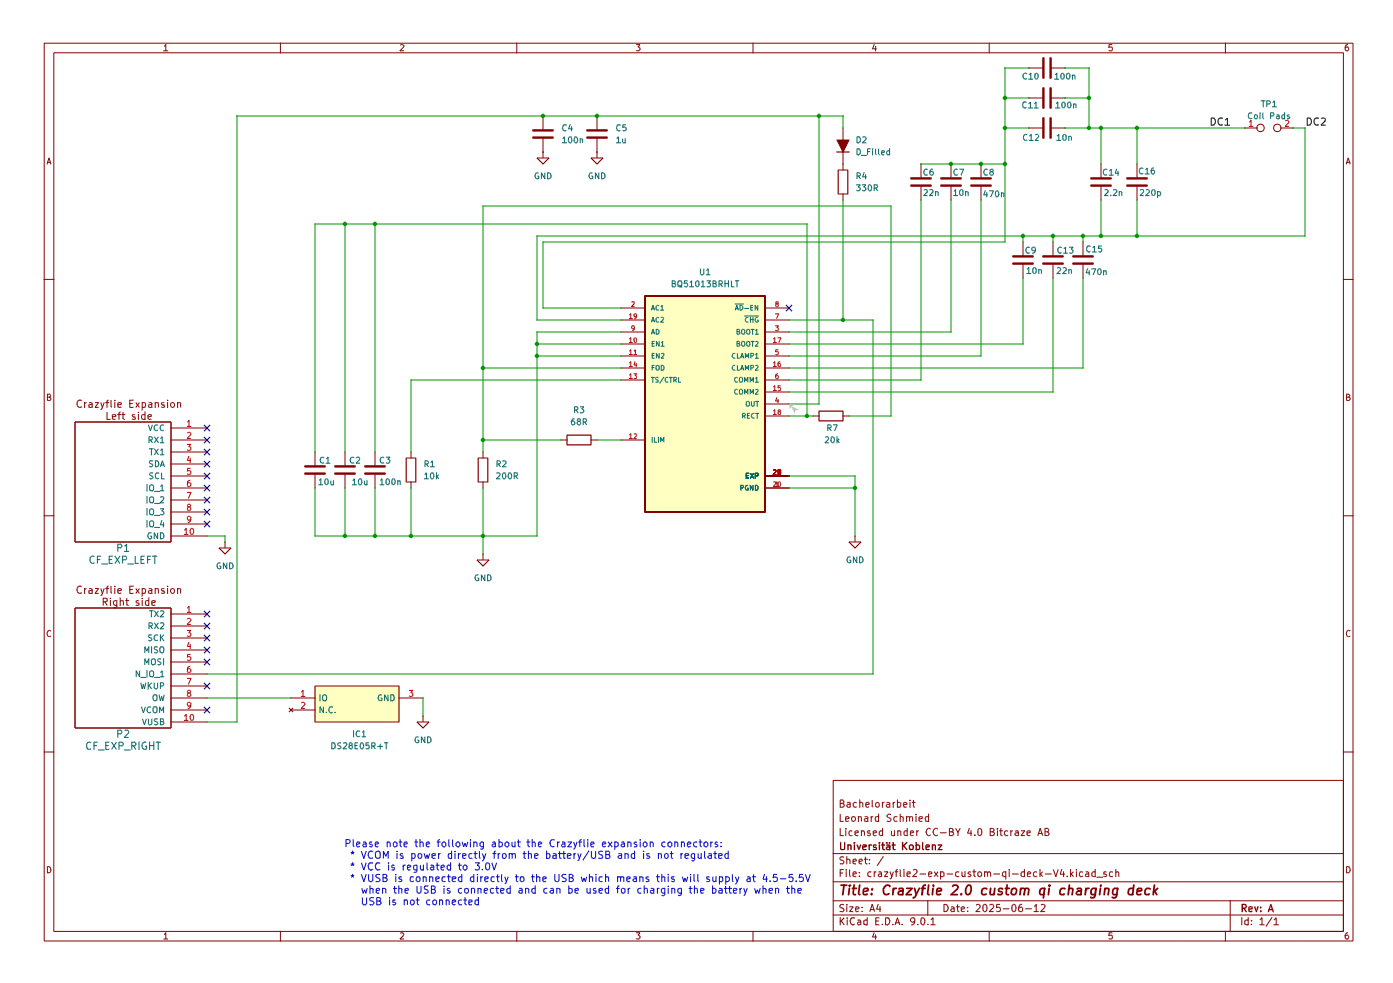 1 2 3 4 5 6
A
B
C
D
A
B
C
D
1 2 3 4 5 6
C10 100n
C11 100n
C12 10n
TP1
Coil Pads
DC1 1 2 DC2
C4
100n
GND
C5
1u
GND
D2
D_Filled
R4
330R
C6
22n
C7
10n
C8
470n
C14
2.2n
C16
220p
C9
10n
C13
22n
C15
470n
U1
BQ51013BRHLT
2 AC1
19 AC2
9 AD
10 EN1
11 EN2
14 FOD
13 TS/CTRL
12 ILIM
AD-EN 8
CHG 7
BOOT1 3
BOOT2 17
CLAMP1 5
CLAMP2 16
COMM1 6
COMM2 15
OUT 4
RECT 18
EXP
PGND
R7
20k
GND
R3
68R
C1
10u
C2
10u
C3
100n
R1
10k
R2
200R
GND
Crazyflie Expansion
Left side
VCC 1
RX1 2
TX1 3
SDA 4
SCL 5
IO_1 6
IO_2 7
IO_3 8
IO_4 9
GND 10
P1
CF_EXP_LEFT
GND
Crazyflie Expansion
Right side
TX2 1
RX2 2
SCK 3
MISO 4
MOSI 5
N_IO_1 6
WKUP 7
OW 8
VCOM 9
VUSB 10
P2
CF_EXP_RIGHT
1 IO GND 3
2 N.C.
IC1
DS28E05R+T
GND
Please note the following about the Crazyflie expansion connectors:
* VCOM is power directly from the battery/USB and is not regulated
* VCC is regulated to 3.0V
* VUSB is connected directly to the USB which means this will supply at 4.5-5.5V
when the USB is connected and can be used for charging the battery when the
USB is not connected
Bachelorarbeit
Leonard Schmied
Licensed under CC-BY 4.0 Bitcraze AB
Universität Koblenz
Sheet: /
File: crazyflie2-exp-custom-qi-deck-V4.kicad_sch
Title: Crazyflie 2.0 custom qi charging deck
Size: A4 Date: 2025-06-12 Rev: A
KiCad E.D.A. 9.0.1 Id: 1/1